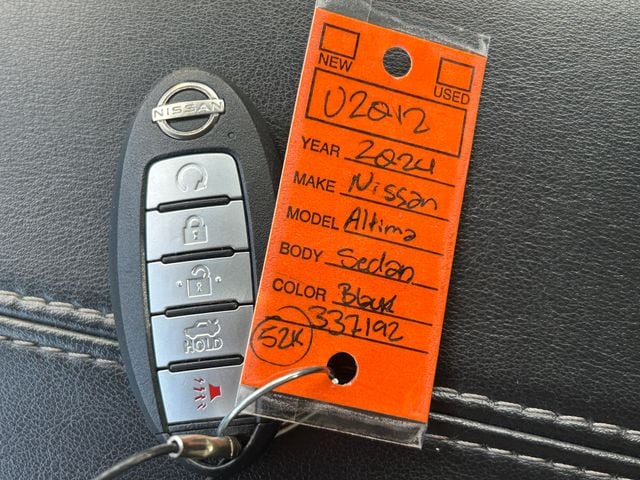 NISSAN
HOLD
NEW
USED
U2012
YEAR 2024
MAKE Nissan
MODEL Altima
BODY Sedan
COLOR Black
337192
52K